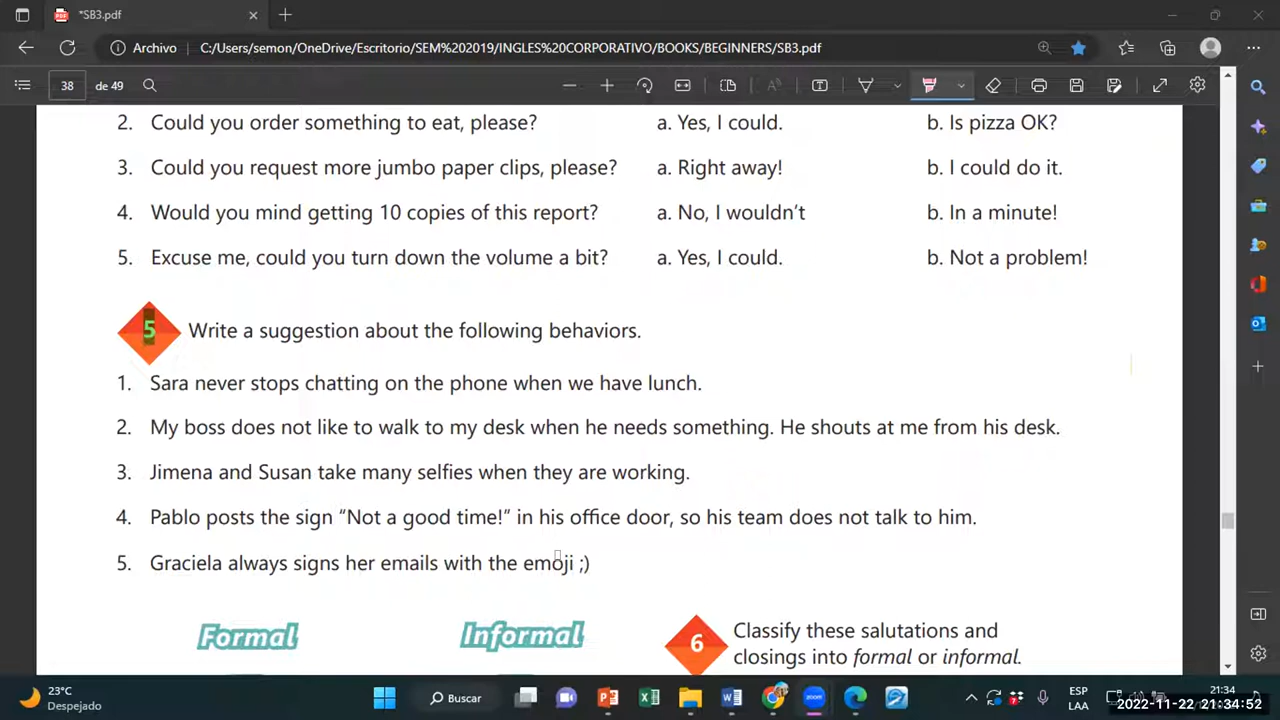 *SB3.pdf
Archivo C:/Users/semon/OneDrive/Escritorio/SEM%202019/INGLES%20CORPORATIVO/BOOKS/BEGINNERS/SB3.pdf
38 de 49
2. Could you order something to eat, please? a. Yes, I could. b. Is pizza OK?
3. Could you request more jumbo paper clips, please? a. Right away! b. I could do it.
4. Would you mind getting 10 copies of this report? a. No, I wouldn't b. In a minute!
5. Excuse me, could you turn down the volume a bit? a. Yes, I could. b. Not a problem!
5 Write a suggestion about the following behaviors.
1. Sara never stops chatting on the phone when we have lunch.
2. My boss does not like to walk to my desk when he needs something. He shouts at me from his desk.
3. Jimena and Susan take many selfies when they are working.
4. Pablo posts the sign “Not a good time!” in his office door, so his team does not talk to him.
5. Graciela always signs her emails with the emoji ;)
Formal Informal
6 Classify these salutations and
closings into formal or informal.
23°C
Despejado
Buscar
ESP
LAA
21:34
2022-11-22 21:34:52